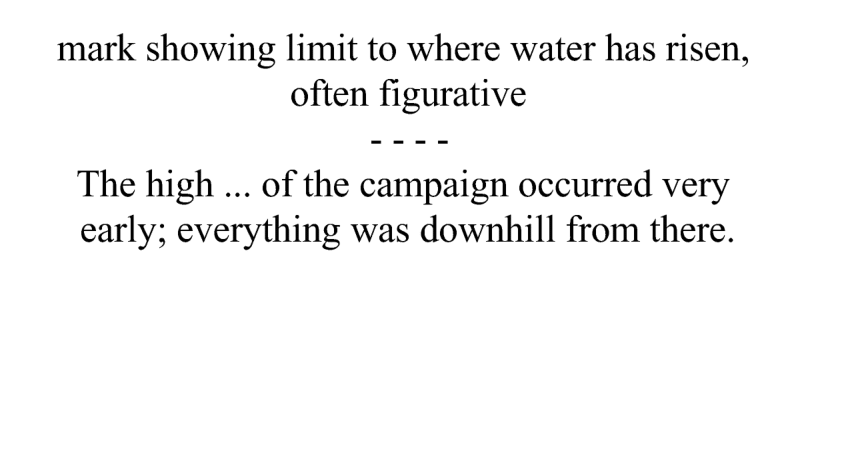 mark showing limit to where water has risen,
often figurative
- - - -
The high ... of the campaign occurred very
early; everything was downhill from there.